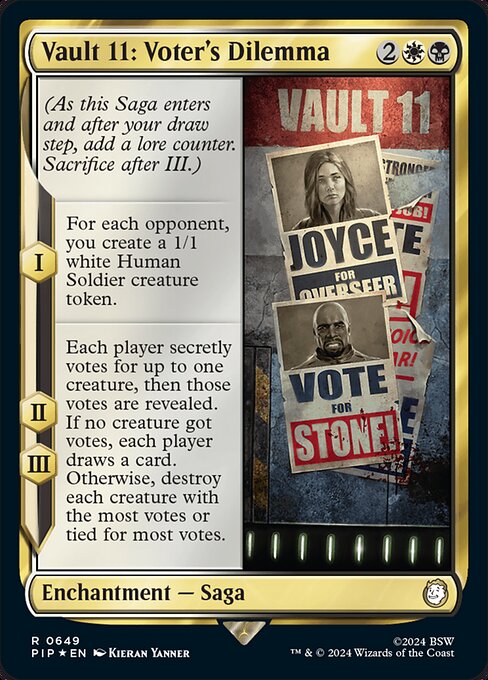 Vault 11: Voter's Dilemma 2
(As this Saga enters
and after your draw
step, add a lore counter.
Sacrifice after III.)
I
For each opponent,
you create a 1/1
white Human
Soldier creature
token.
II
III
Each player secretly
votes for up to one
creature, then those
votes are revealed.
If no creature got
votes, each player
draws a card.
Otherwise, destroy
each creature with
the most votes or
tied for most votes.
VAULT 11
STRONGER
JOB!
JOYCE
FOR
OVERSEER
VOTE
FOR
STONE!
Enchantment — Saga
R 0649
PIP★EN KIERAN YANNER
©2024 BSW
™ & © 2024 Wizards of the Coast